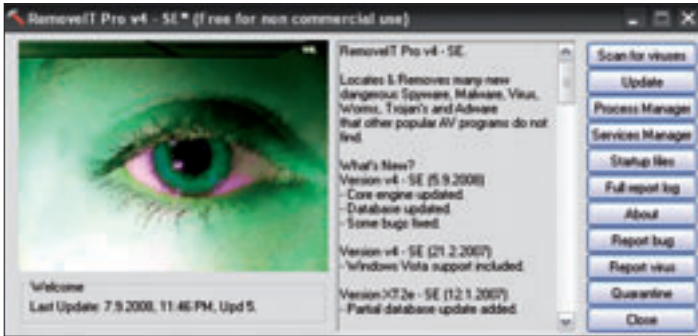 RemoveIT Pro v4 - SE* (free for non commercial use)
RemoveIT Pro v4 - SE.
Locates & Removes many new
dangerous Spyware, Malware, Virus,
Worms, Trojan's and Adware
that other popular AV programs do not
find.
What's New?
Version v4 - SE (5.9.2008)
- Core engine updated.
- Database updated.
- Some bugs fixed.
Version v4 - SE (21.2.2007)
- Windows Vista support included.
Version XT2e - SE (12.1.2007)
- Partial database update added.
Scan for viruses
Update
Process Manager
Services Manager
Startup files
Full report log
About
Report bug
Report virus
Quarantine
Close
Welcome
Last Update: 7.9.2008, 11:46 PM, Upd 5.